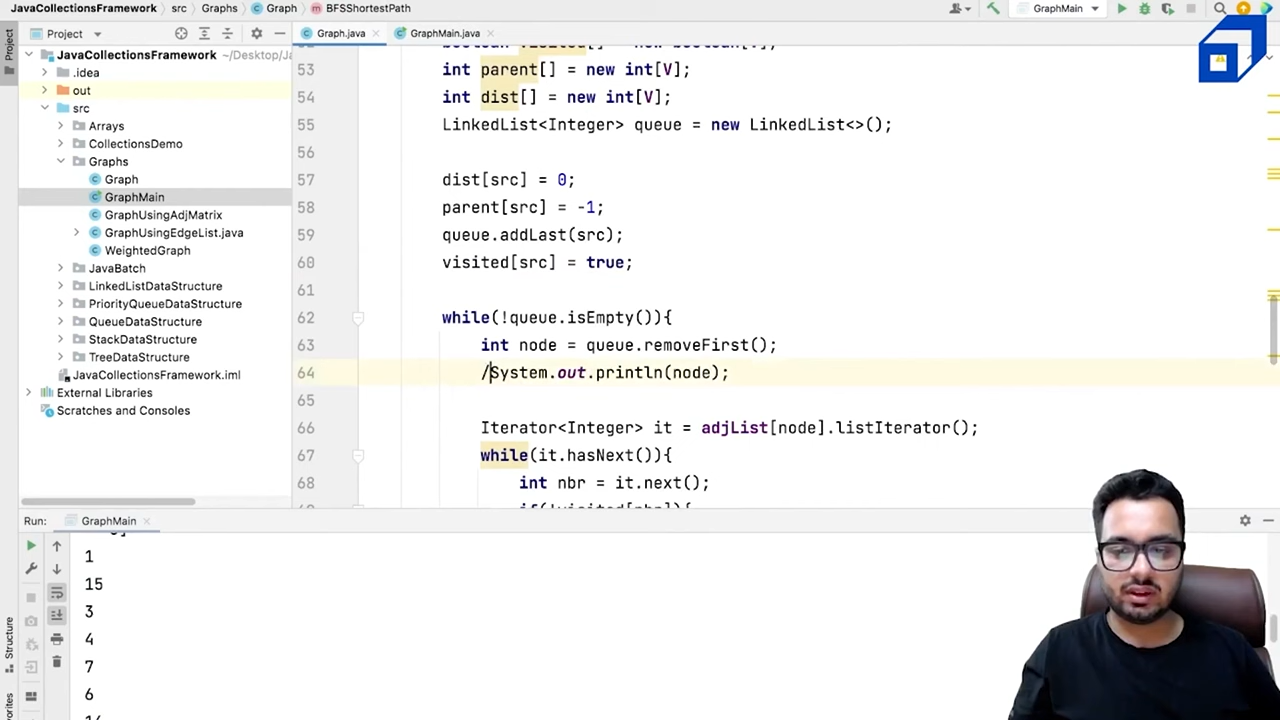 JavaCollectionsFramework src Graphs Graph BFSShortestPath
GraphMain
Project
Project
Graph.java
GraphMain.java
JavaCollectionsFramework ~/Desktop/Ja
.idea
out
src
Arrays
CollectionsDemo
Graphs
Graph
GraphMain
GraphUsingAdjMatrix
GraphUsingEdgeList.java
WeightedGraph
JavaBatch
LinkedListDataStructure
PriorityQueueDataStructure
QueueDataStructure
StackDataStructure
TreeDataStructure
JavaCollectionsFramework.iml
External Libraries
Scratches and Consoles
53 int parent[] = new int[V];
54 int dist[] = new int[V];
55 LinkedList<Integer> queue = new LinkedList<>();
56
57 dist[src] = 0;
58 parent[src] = -1;
59 queue.addLast(src);
60 visited[src] = true;
61
62 while(!queue.isEmpty()){
63 int node = queue.removeFirst();
64 /System.out.println(node);
65
66 Iterator<Integer> it = adjList[node].listIterator();
67 while(it.hasNext()){
68 int nbr = it.next();
Run: GraphMain
1
15
3
4
7
6
Structure